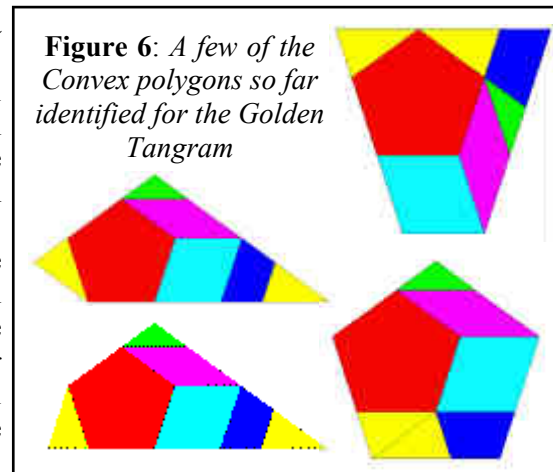 Figure 6: A few of the
Convex polygons so far
identified for the Golden
Tangram